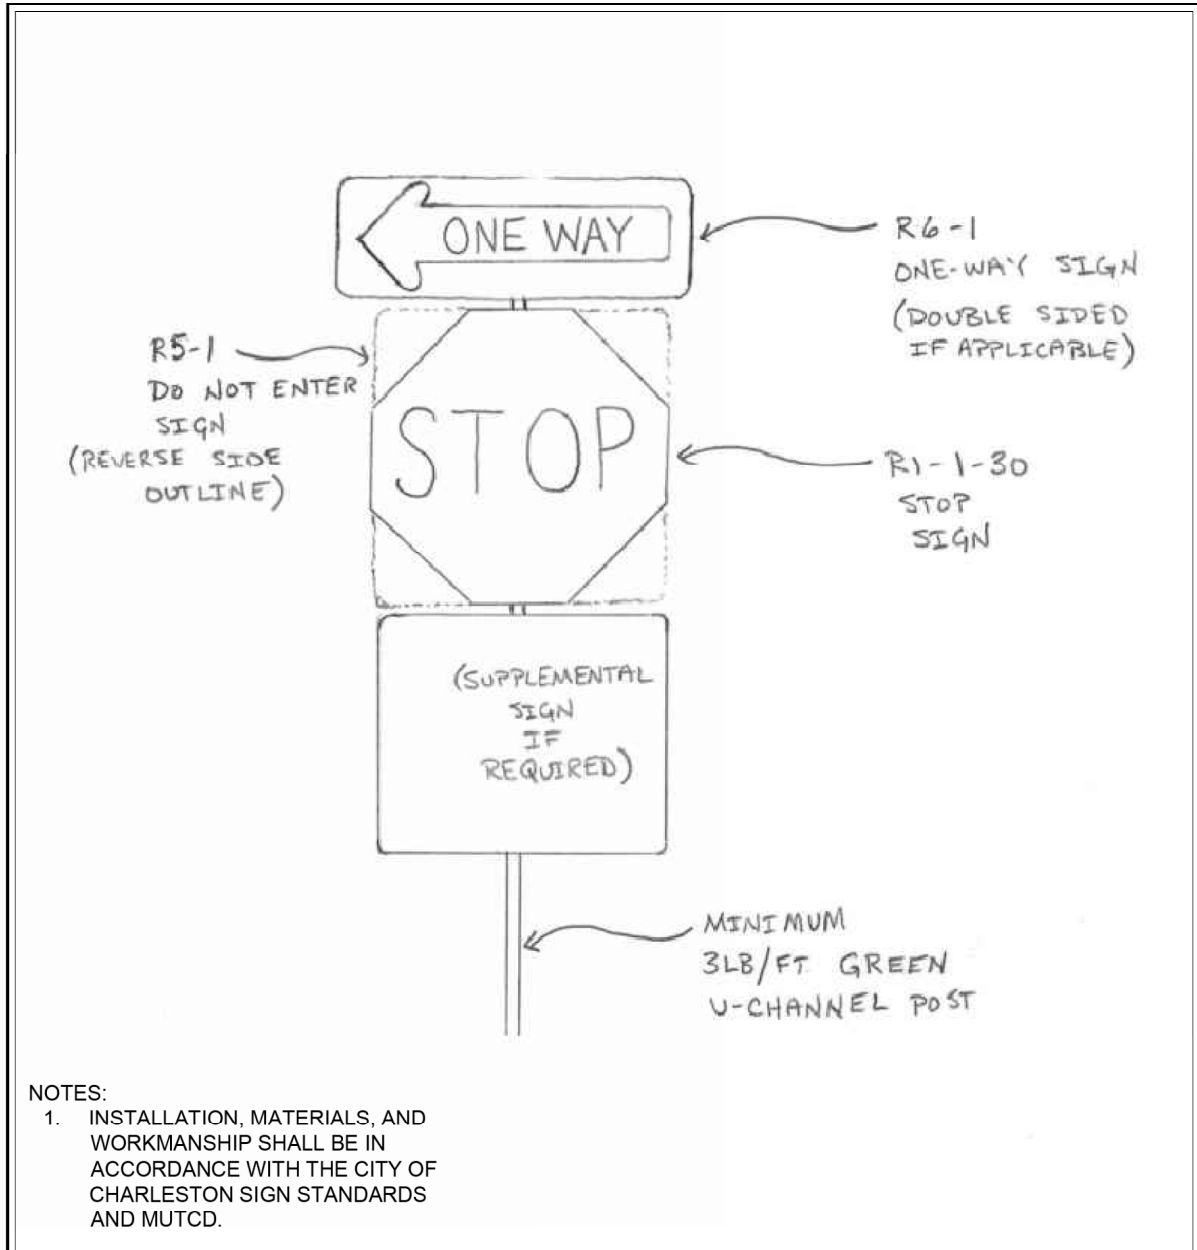 ONE WAY
R6-1
ONE-WAY SIGN
(DOUBLE SIDED
IF APPLICABLE)
R5-1
DO NOT ENTER
SIGN
(REVERSE SIDE
OUTLINE)
STOP
R1-1-30
STOP
SIGN
(SUPPLEMENTAL
SIGN
IF
REQUIRED)
MINIMUM
3LB/FT GREEN
U-CHANNEL POST
NOTES:
1. INSTALLATION, MATERIALS, AND
WORKMANSHIP SHALL BE IN
ACCORDANCE WITH THE CITY OF
CHARLESTON SIGN STANDARDS
AND MUTCD.